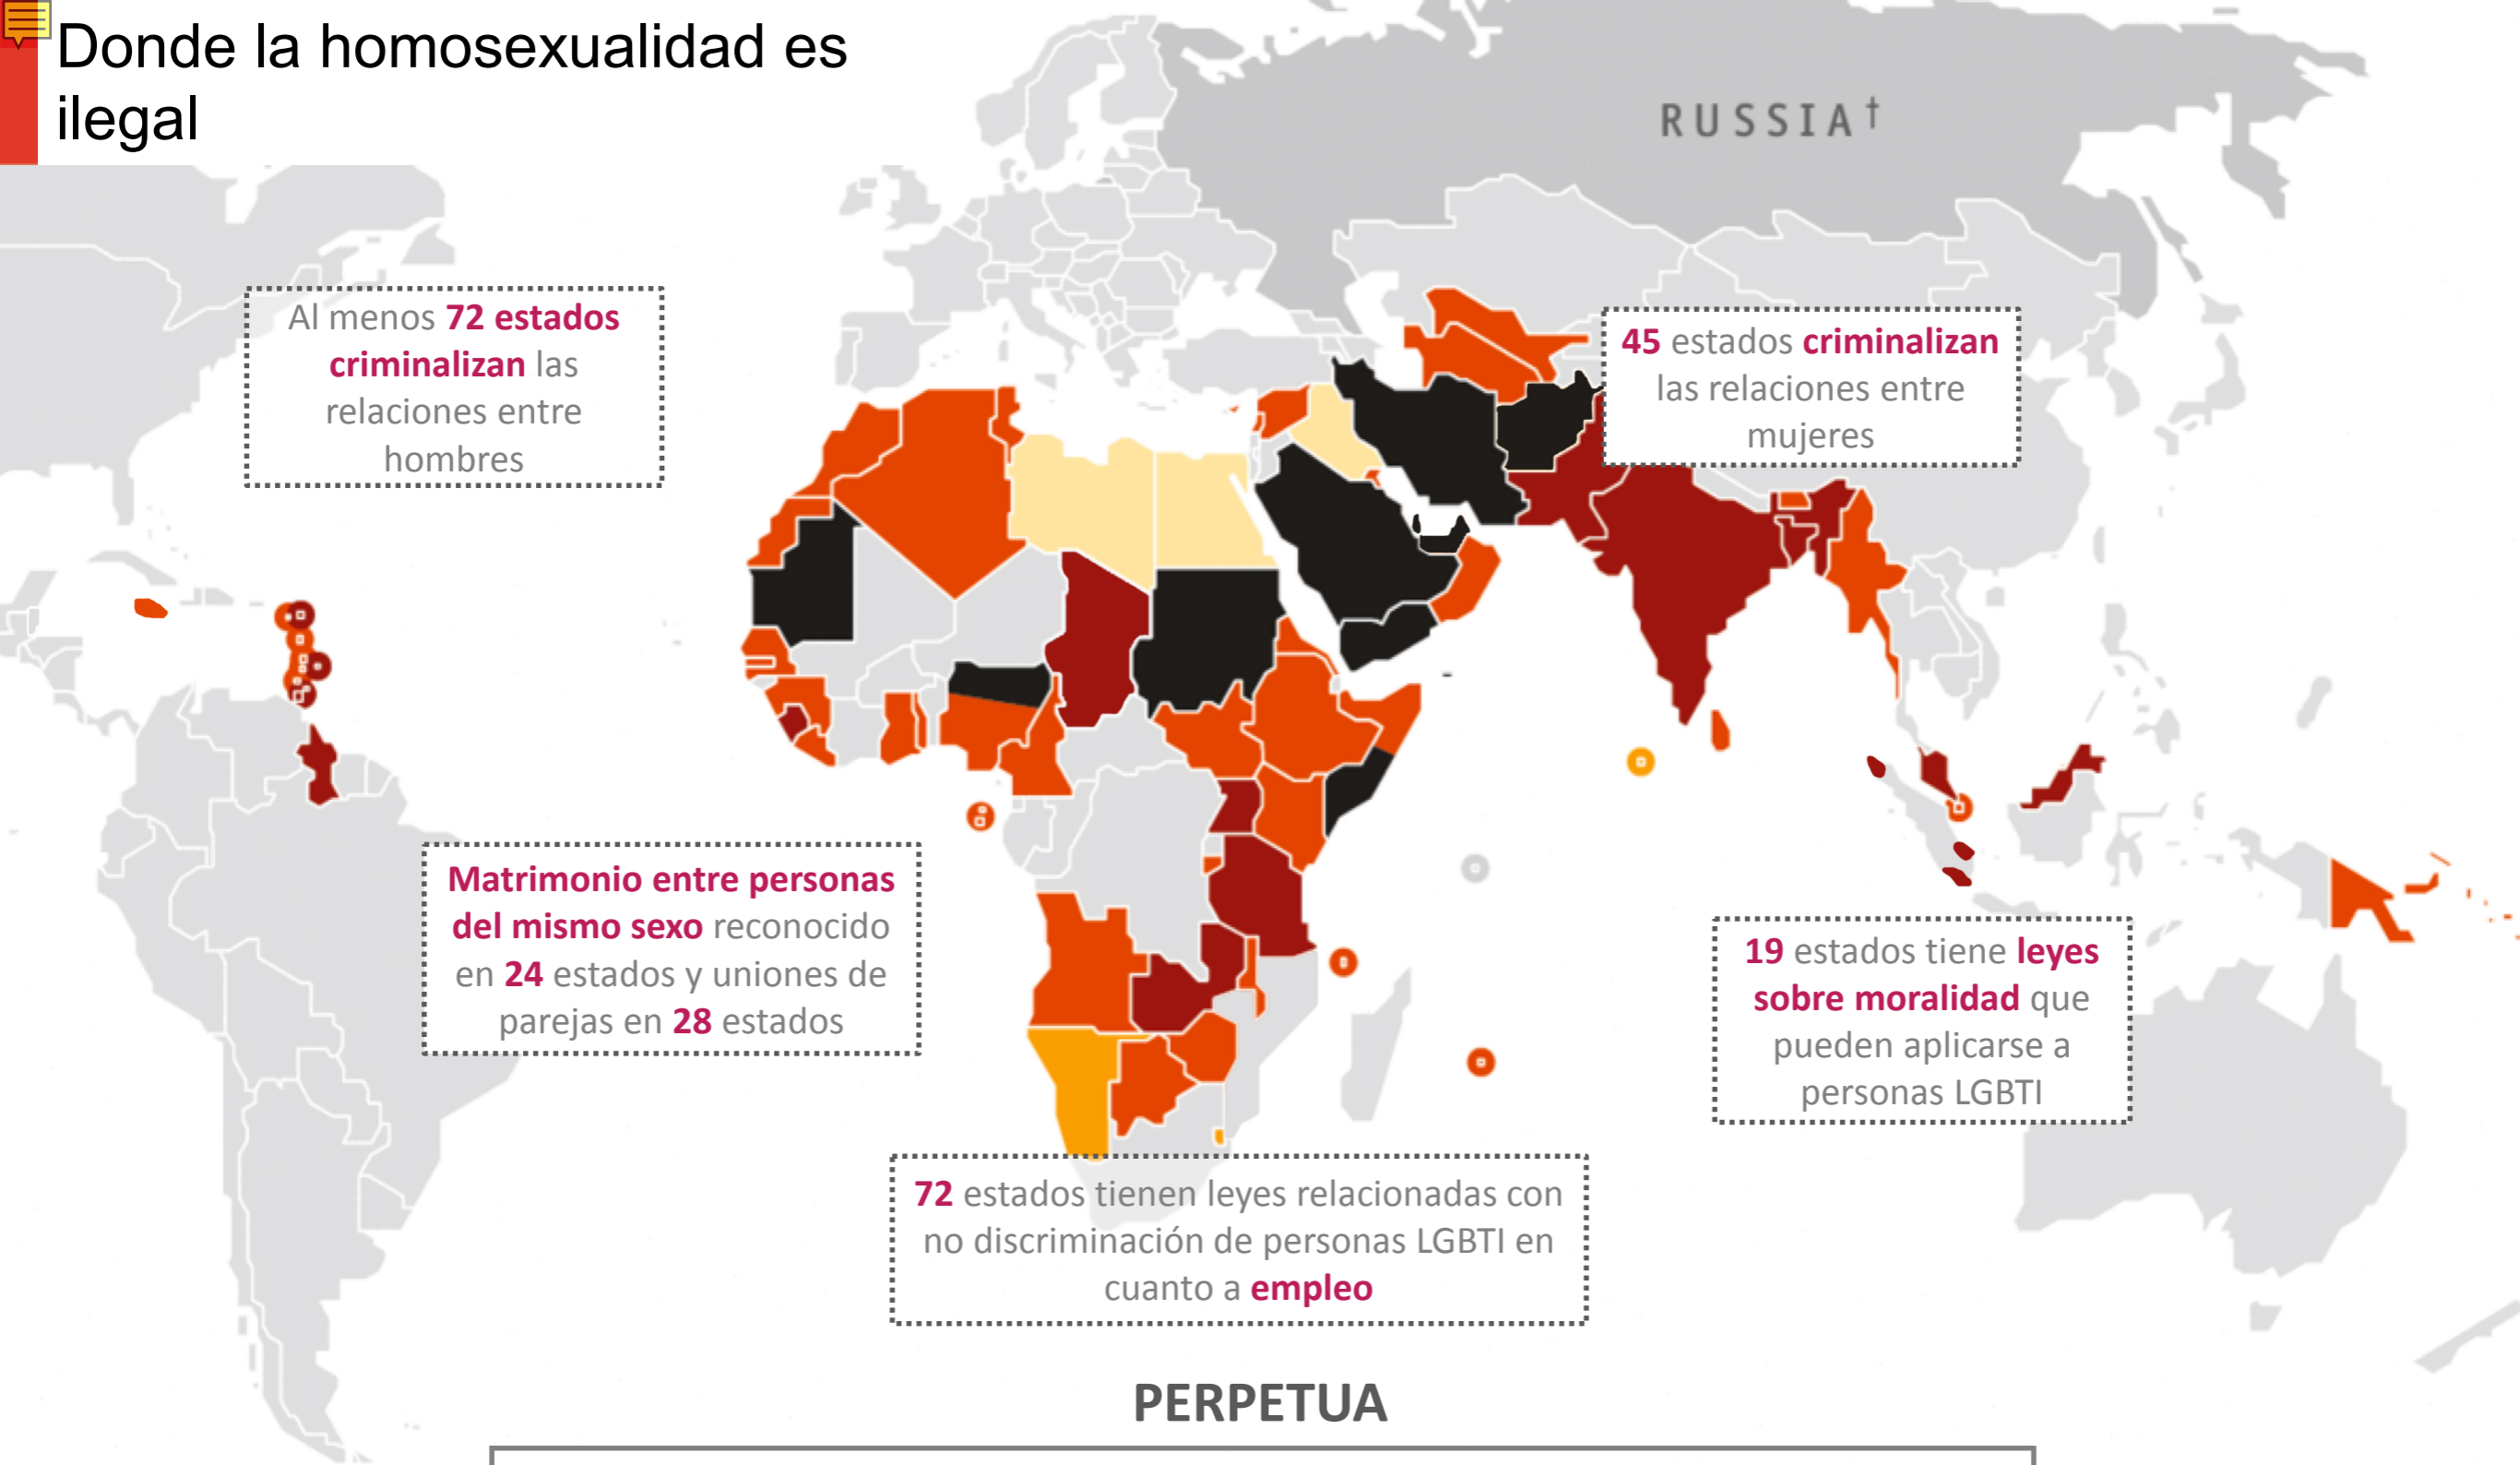 Donde la homosexualidad es
ilegal
RUSSIA†
Al menos 72 estados
criminalizan las
relaciones entre
hombres
45 estados criminalizan
las relaciones entre
mujeres
Matrimonio entre personas
del mismo sexo reconocido
en 24 estados y uniones de
parejas en 28 estados
19 estados tiene leyes
sobre moralidad que
pueden aplicarse a
personas LGBTI
72 estados tienen leyes relacionadas con
no discriminación de personas LGBTI en
cuanto a empleo
PERPETUA